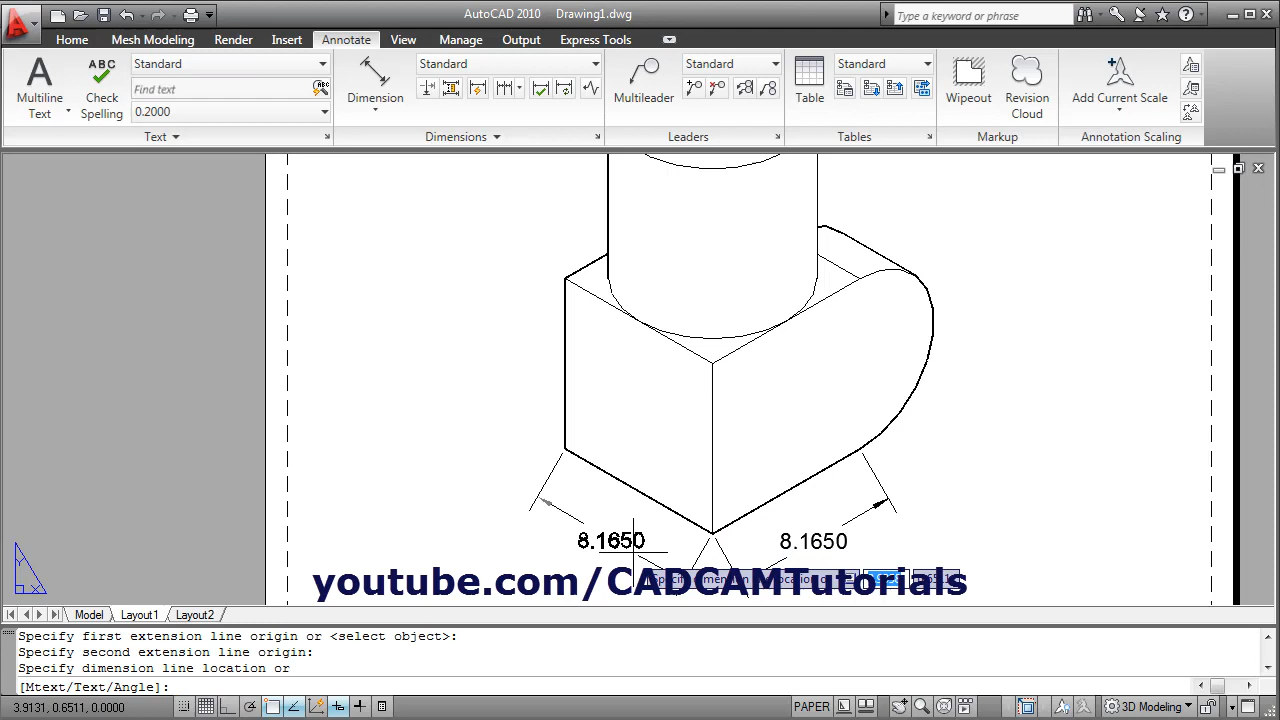 AutoCAD 2010 Drawing1.dwg
Type a keyword or phrase
Home Mesh Modeling Render Insert Annotate View Manage Output Express Tools
Multiline Text
ABC
Check Spelling
Standard
Find text
0.2000
Text
Dimension
Standard
Dimensions
Multileader
Standard
Leaders
Table
Standard
Tables
Wipeout
Revision Cloud
Markup
Add Current Scale
Annotation Scaling
8.1650
8.1650
youtube.com/CADCAMTutorials
Model Layout1 Layout2
Specify first extension line origin or <select object>:
Specify second extension line origin:
Specify dimension line location or
[Mtext/Text/Angle]:
3.9131, 0.6511, 0.0000
PAPER
3D Modeling